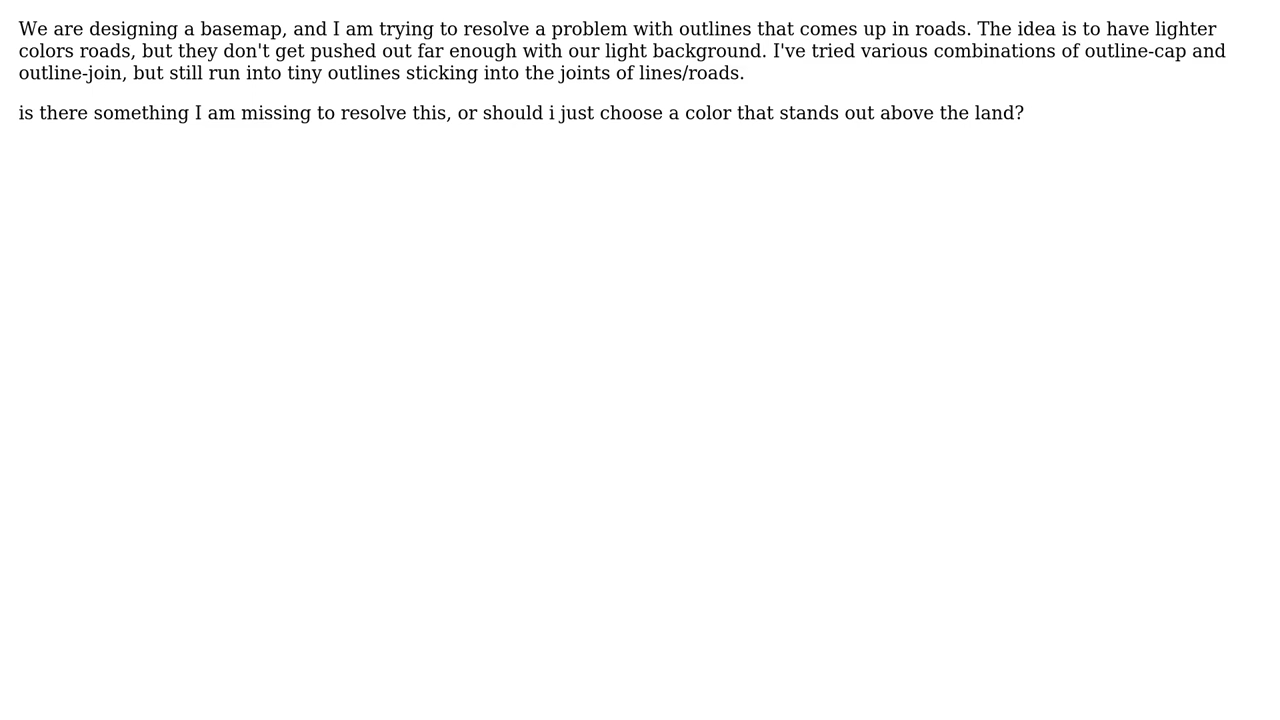 We are designing a basemap, and I am trying to resolve a problem with outlines that comes up in roads. The idea is to have lighter
colors roads, but they don't get pushed out far enough with our light background. I've tried various combinations of outline-cap and
outline-join, but still run into tiny outlines sticking into the joints of lines/roads.
is there something I am missing to resolve this, or should i just choose a color that stands out above the land?